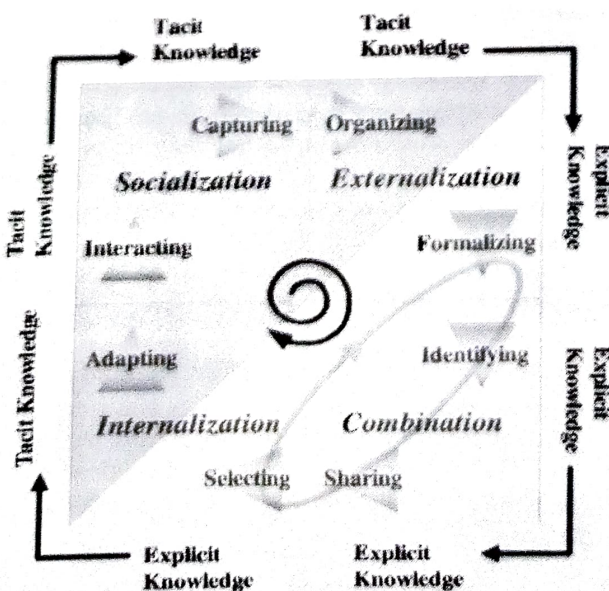 Tacit
Knowledge
Tacit
Knowledge
Capturing
Organizing
Socialization
Externalization
Tacit
Knowledge
Explicit
Knowledge
Interacting
Formalizing
Adapting
Identifying
Tacit Knowledge
Explicit
Knowledge
Internalization
Combination
Selecting
Sharing
Explicit
Knowledge
Explicit
Knowledge